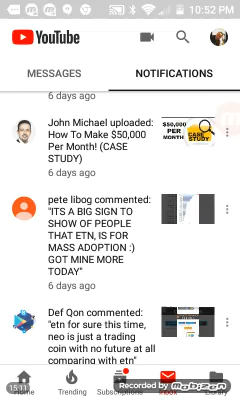 10:52 PM
YouTube
MESSAGES
NOTIFICATIONS
6 days ago
John Michael uploaded:
How To Make $50,000
Per Month! (CASE
STUDY)
6 days ago
$50,000
PER
MONTH
CASE
STUDY
pete libog commented:
"ITS A BIG SIGN TO
SHOW OF PEOPLE
THAT ETN, IS FOR
MASS ADOPTION :)
GOT MINE MORE
TODAY"
6 days ago
Def Qon commented:
"etn for sure this time,
neo is just a trading
coin with no future at all
comparing with etn"
15:11
Recorded by mobizen
Home
Trending
Subscriptions
Inbox
Library